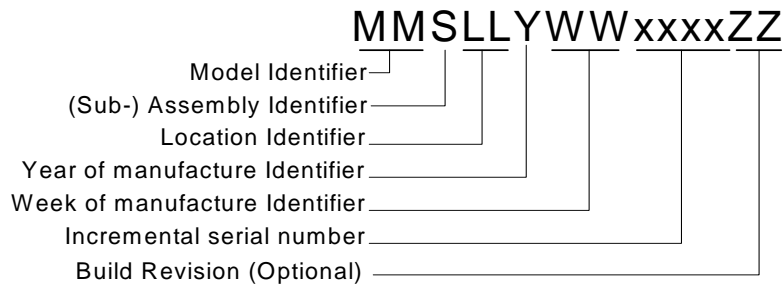 MMSLLYWWxxxxZZ
Model Identifier
(Sub-) Assembly Identifier
Location Identifier
Year of manufacture Identifier
Week of manufacture Identifier
Incremental serial number
Build Revision (Optional)